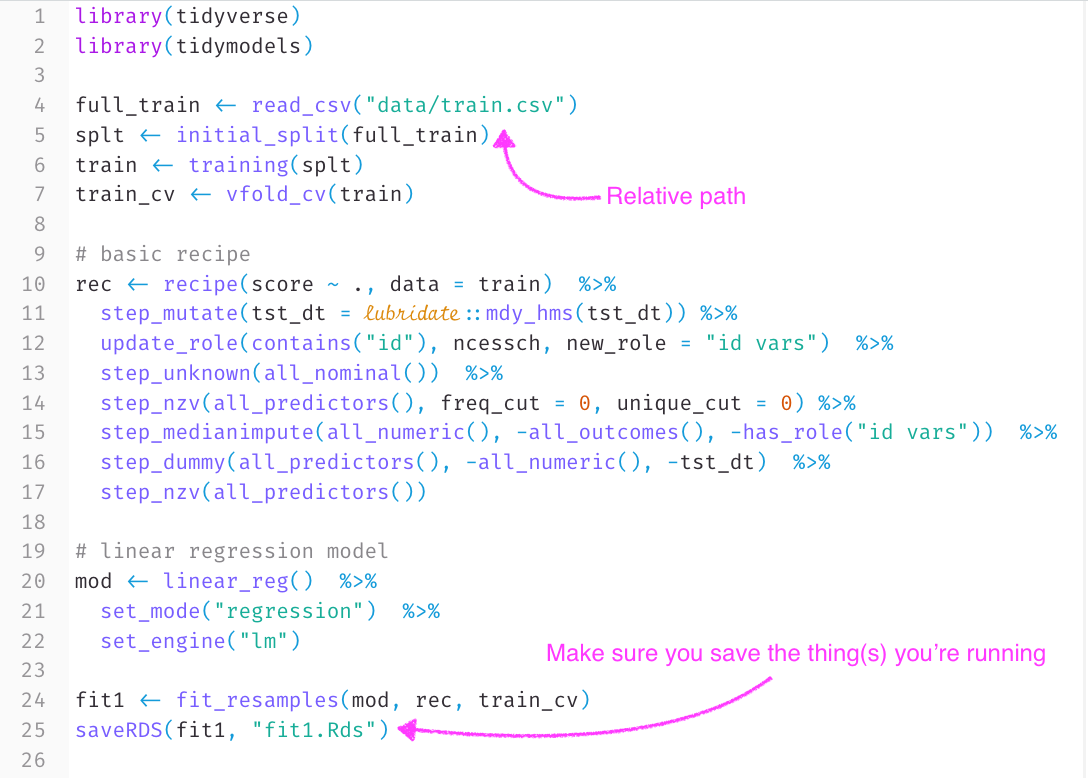 1 library(tidyverse)
2 library(tidymodels)
3
4 full_train ← read_csv("data/train.csv")
5 splt ← initial_split(full_train)
6 train ← training(splt)
7 train_cv ← vfold_cv(train)
Relative path
8
9 # basic recipe
10 rec ← recipe(score ~ ., data = train)  %>%
11   step_mutate(tst_dt = lubridate::mdy_hms(tst_dt)) %>%
12   update_role(contains("id"), ncessch, new_role = "id vars")  %>%
13   step_unknown(all_nominal())  %>%
14   step_nzv(all_predictors(), freq_cut = 0, unique_cut = 0) %>%
15   step_medianimpute(all_numeric(), -all_outcomes(), -has_role("id vars"))  %>%
16   step_dummy(all_predictors(), -all_numeric(), -tst_dt)  %>%
17   step_nzv(all_predictors())
18
19 # linear regression model
20 mod ← linear_reg()  %>%
21   set_mode("regression")  %>%
22   set_engine("lm")
Make sure you save the thing(s) you're running
23
24 fit1 ← fit_resamples(mod, rec, train_cv)
25 saveRDS(fit1, "fit1.Rds")
26